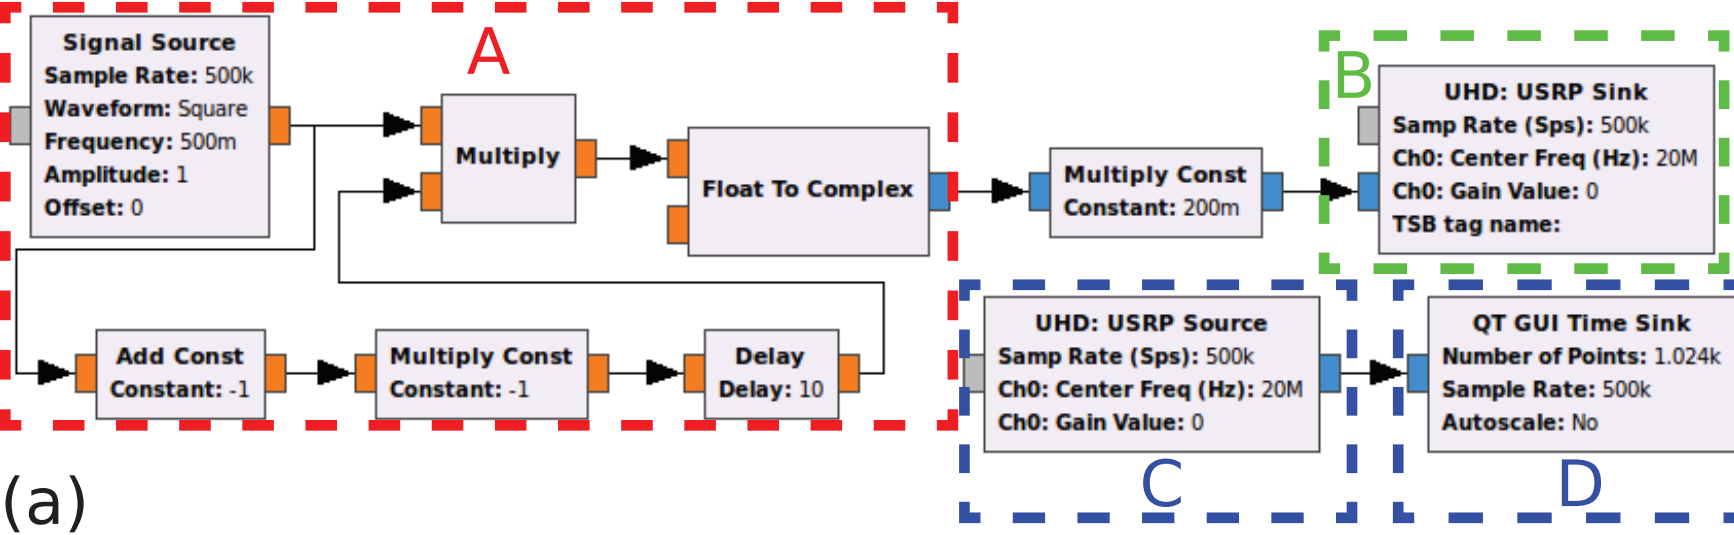 A
Signal Source
Sample Rate: 500k
Waveform: Square
Frequency: 500m
Amplitude: 1
Offset: 0
Multiply
Float To Complex
Add Const
Constant: -1
Multiply Const
Constant: -1
Delay
Delay: 10
Multiply Const
Constant: 200m
B
UHD: USRP Sink
Samp Rate (Sps): 500k
Ch0: Center Freq (Hz): 20M
Ch0: Gain Value: 0
TSB tag name:
UHD: USRP Source
Samp Rate (Sps): 500k
Ch0: Center Freq (Hz): 20M
Ch0: Gain Value: 0
C
QT GUI Time Sink
Number of Points: 1.024k
Sample Rate: 500k
Autoscale: No
D
(a)